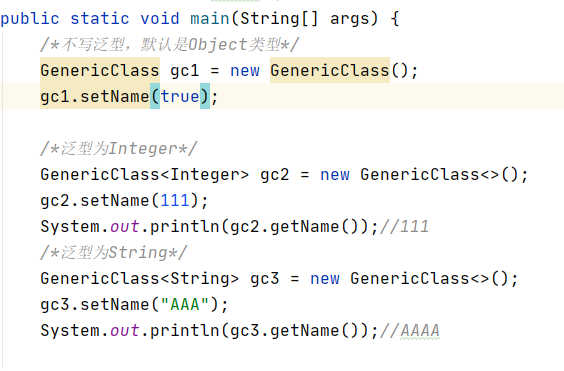 public static void main(String[] args) {
/*不写泛型，默认是Object类型*/
GenericClass gc1 = new GenericClass();
gc1.setName(true);
/*泛型为Integer*/
GenericClass<Integer> gc2 = new GenericClass<>();
gc2.setName(111);
System.out.println(gc2.getName());//111
/*泛型为String*/
GenericClass<String> gc3 = new GenericClass<>();
gc3.setName("AAA");
System.out.println(gc3.getName());//AAAA